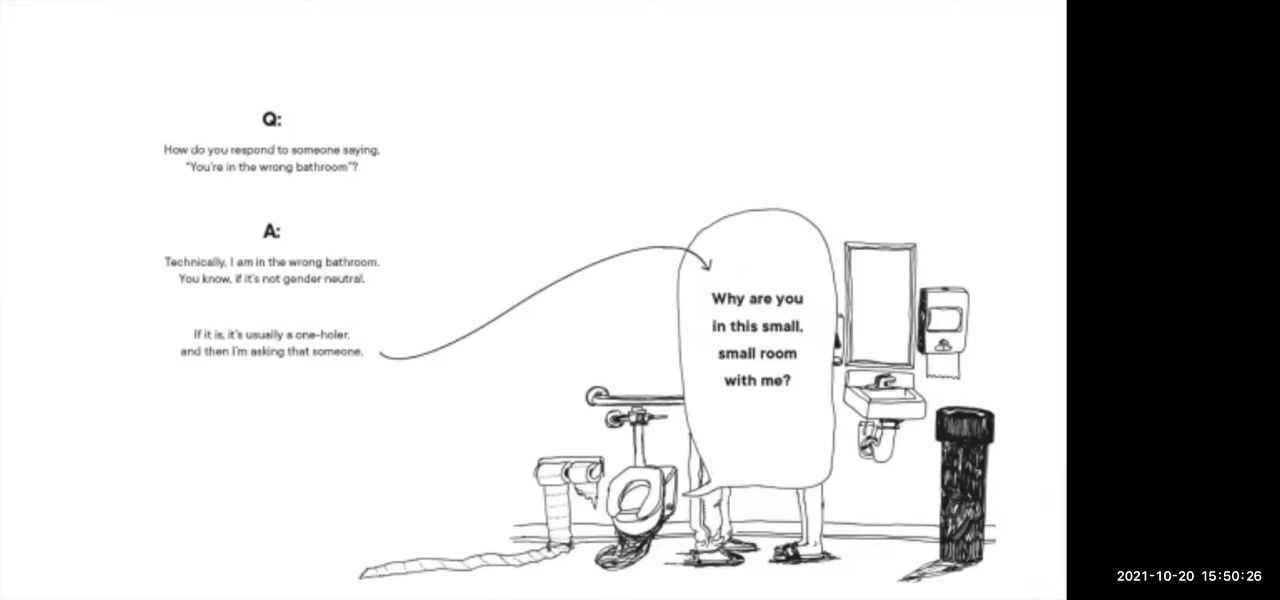 Q:
How do you respond to someone saying,
“You’re in the wrong bathroom”?
A:
Technically, I am in the wrong bathroom.
You know, if it’s not gender neutral.
If it is, it’s usually a one-holer,
and then I’m asking that someone,
Why are you
in this small,
small room
with me?
2021-10-20 15:50:26